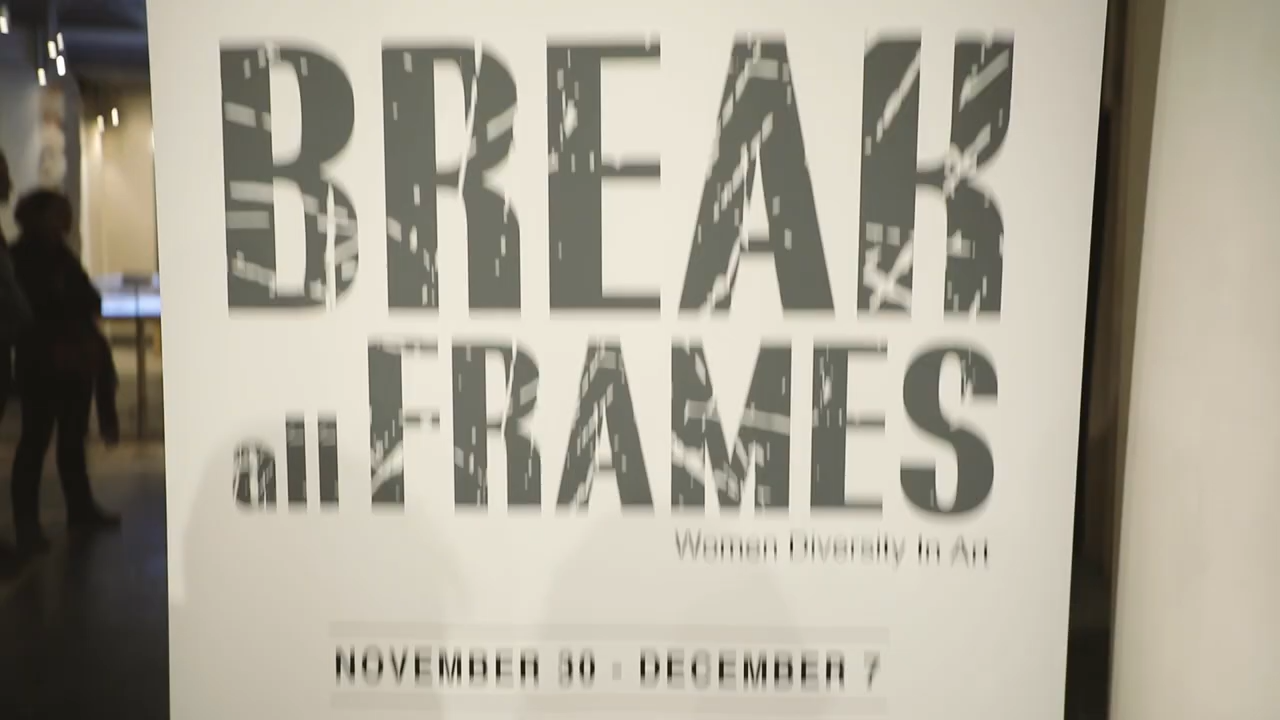 BREAK
all FRAMES
Women Diversity In Art
NOVEMBER 30 - DECEMBER 7